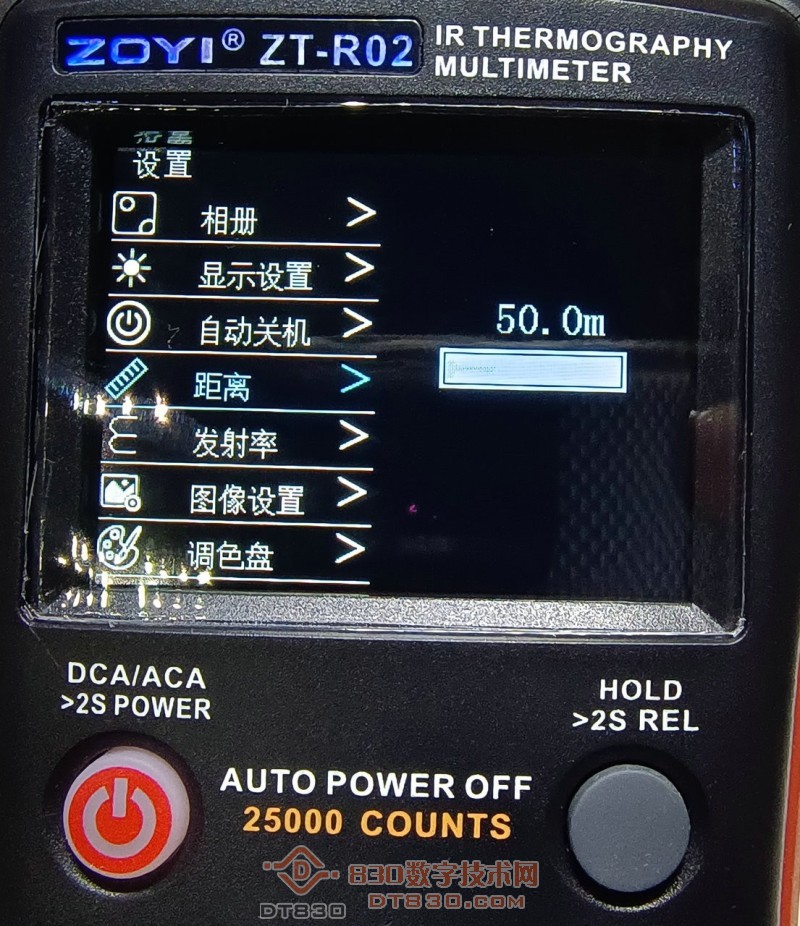 ZOYI® ZT-R02
IR THERMOGRAPHY
MULTIMETER
设置
相册 >
显示设置 >
自动关机 >
50.0m
距离 >
发射率 >
图像设置 >
调色盘 >
DCA/ACA
>2S POWER
HOLD
>2S REL
AUTO POWER OFF
25000 COUNTS
830数字技术网
DT830
DT830.COM